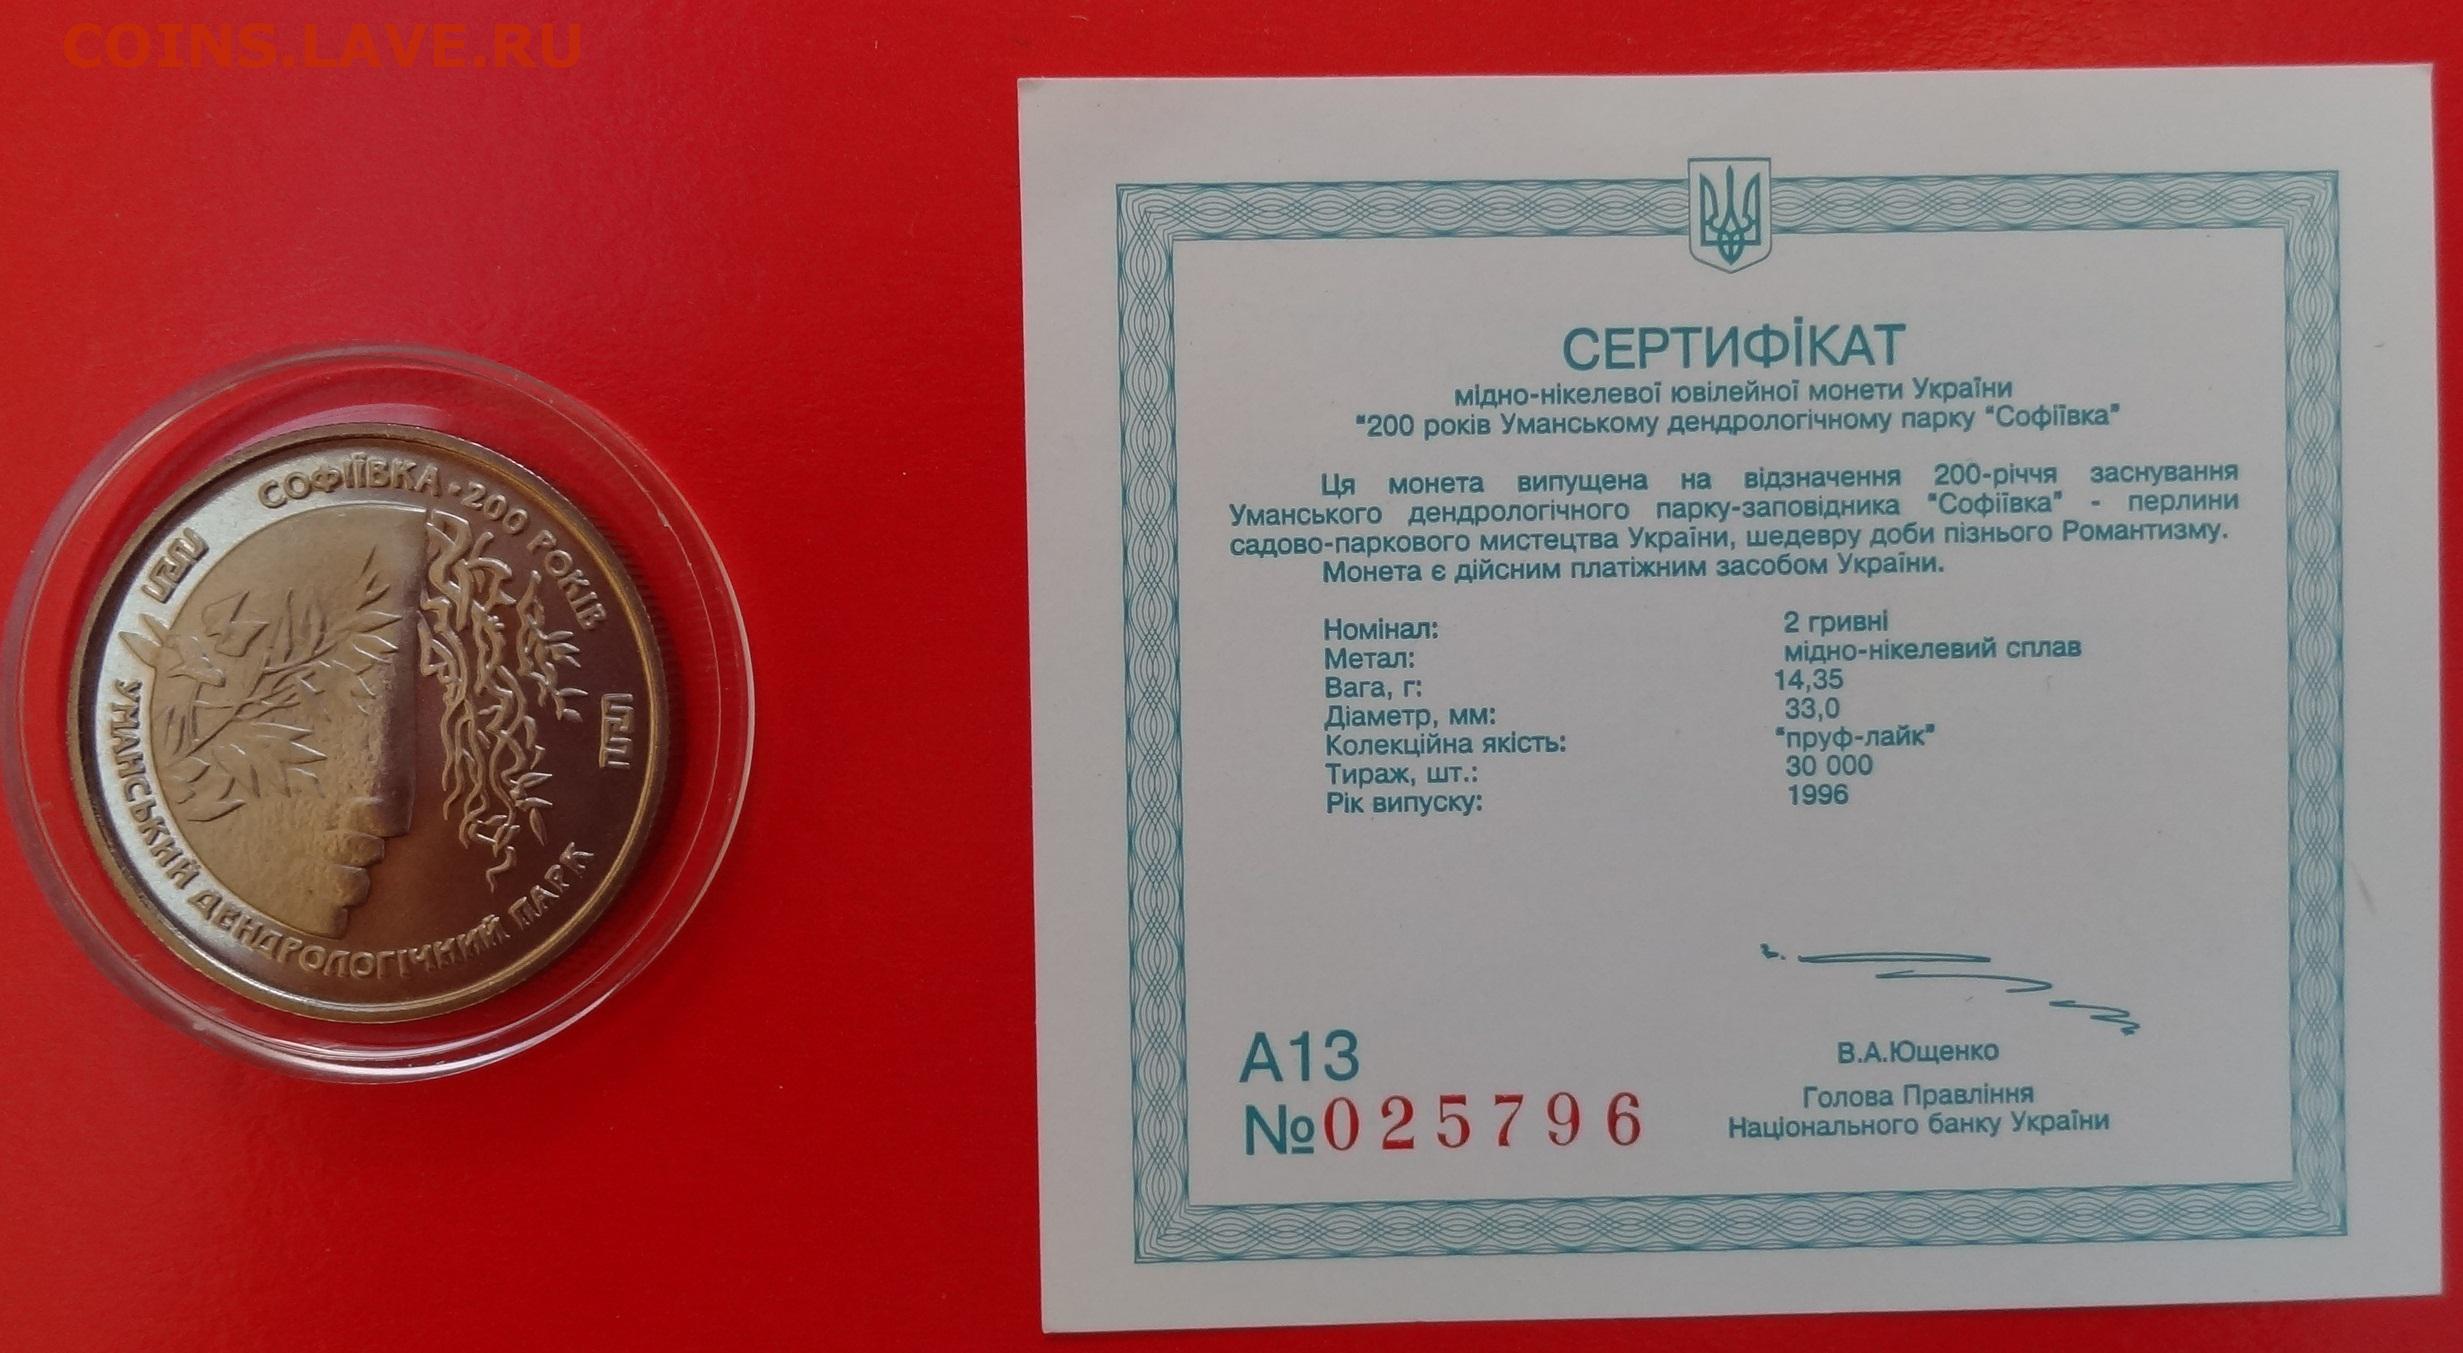 COINS.LAVE.RU
СОФІЇВКА · 200 РОКІВ
УМАНСЬКИЙ ДЕНДРОЛОГІЧНИЙ ПАРК
СЕРТИФІКАТ
мідно-нікелевої ювілейної монети України
"200 років Уманському дендрологічному парку "Софіївка"
Ця монета випущена на відзначення 200-річчя заснування
Уманського дендрологічного парку-заповідника "Софіївка" - перлини
садово-паркового мистецтва України, шедевру доби пізнього Романтизму.
Монета є дійсним платіжним засобом України.
Номінал: 2 гривні
Метал: мідно-нікелевий сплав
Вага, г: 14,35
Діаметр, мм: 33,0
Колекційна якість: "пруф-лайк"
Тираж, шт.: 30 000
Рік випуску: 1996
А13
№025796
В.А.Ющенко
Голова Правління
Національного банку України